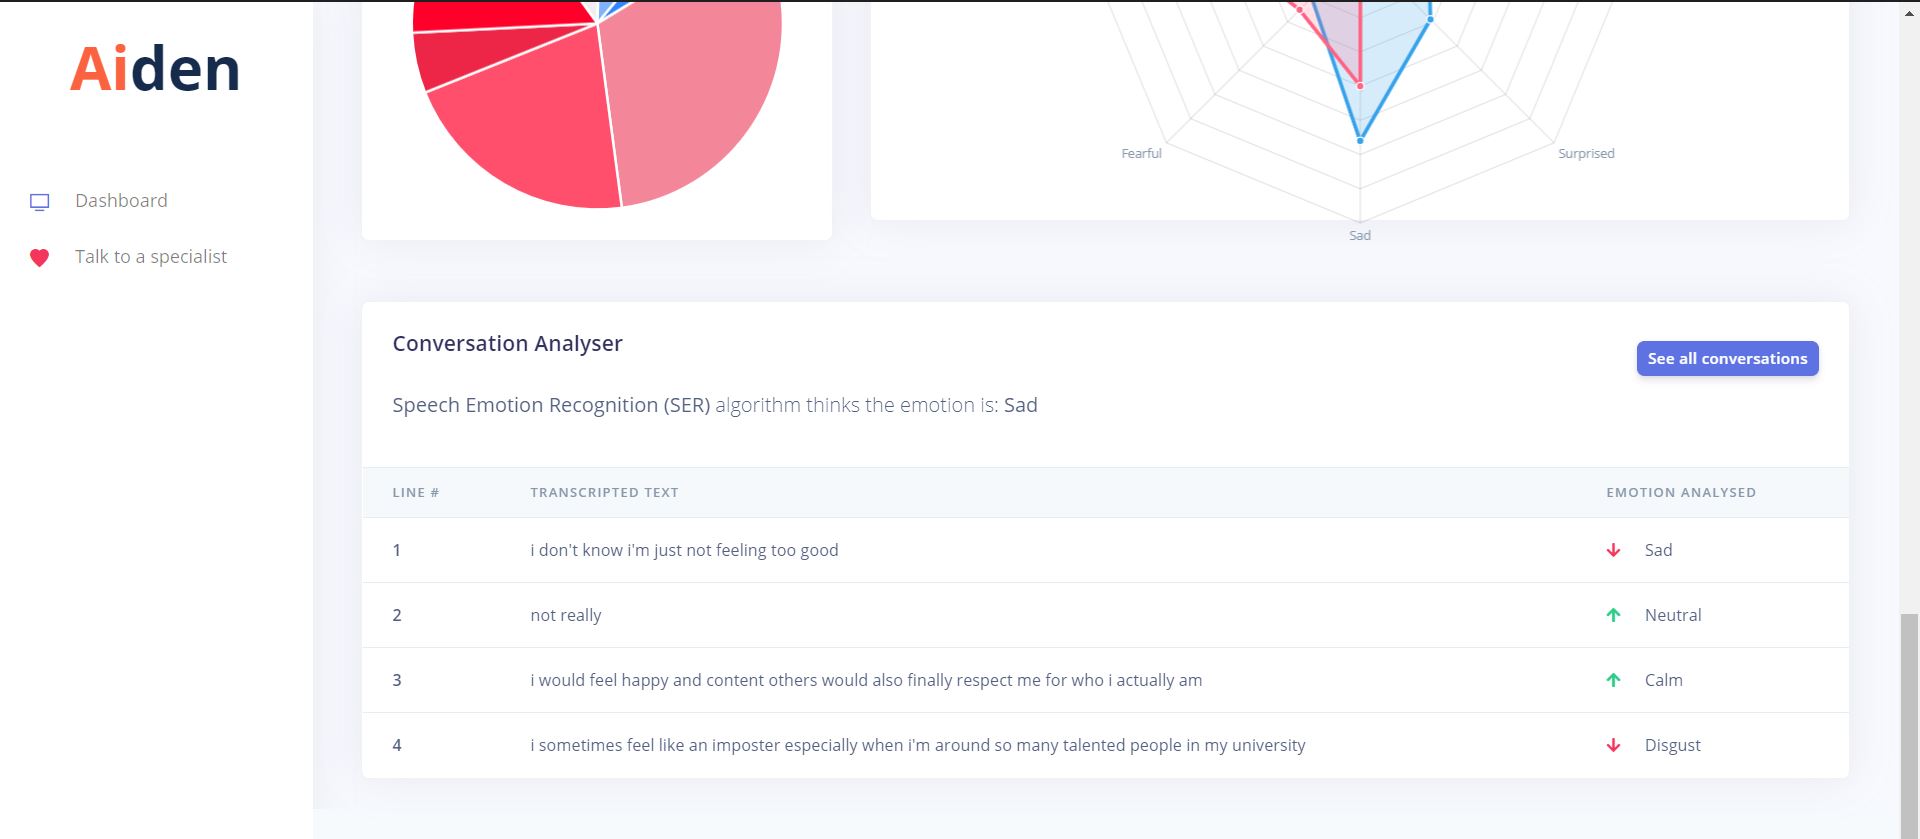 Aiden
Dashboard
Talk to a specialist
Fearful
Surprised
Sad
Conversation Analyser
See all conversations
Speech Emotion Recognition (SER) algorithm thinks the emotion is: Sad
LINE # TRANSCRIPTED TEXT EMOTION ANALYSED
1 i don't know i'm just not feeling too good Sad
2 not really Neutral
3 i would feel happy and content others would also finally respect me for who i actually am Calm
4 i sometimes feel like an imposter especially when i'm around so many talented people in my university Disgust